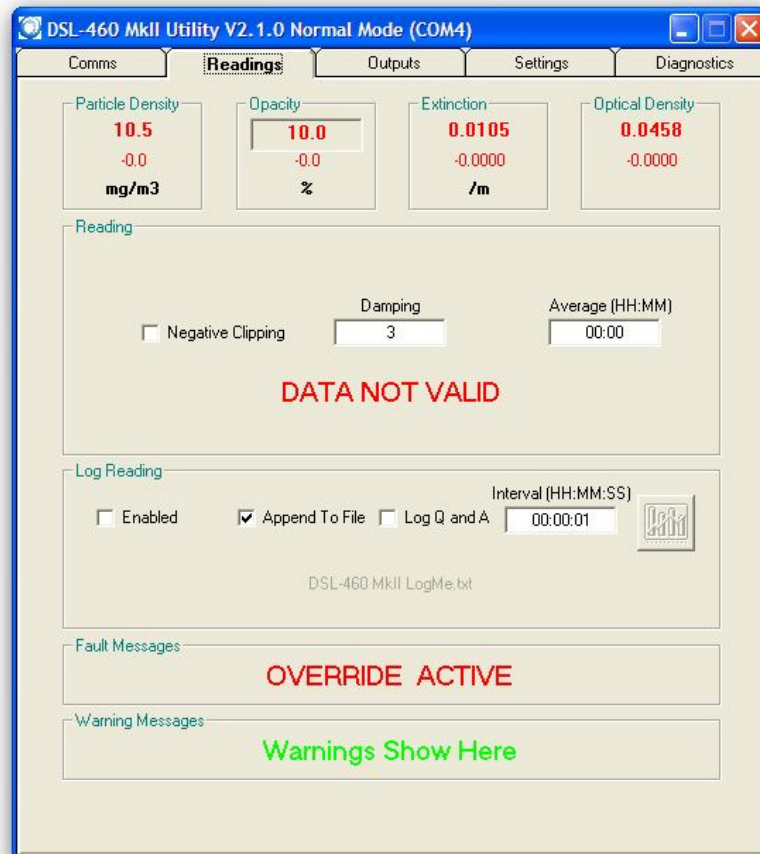 DSL-460 MkII Utility V2.1.0 Normal Mode (COM4)
Comms Readings Outputs Settings Diagnostics
Particle Density Opacity Extinction Optical Density
10.5 10.0 0.0105 0.0458
-0.0 -0.0 -0.0000 -0.0000
mg/m3 % /m
Reading
Damping Average (HH:MM)
Negative Clipping 3 00:00
DATA NOT VALID
Log Reading
Interval (HH:MM:SS)
Enabled Append To File Log Q and A 00:00:01
DSL-460 MkII LogMe.txt
Fault Messages
OVERRIDE ACTIVE
Warning Messages
Warnings Show Here